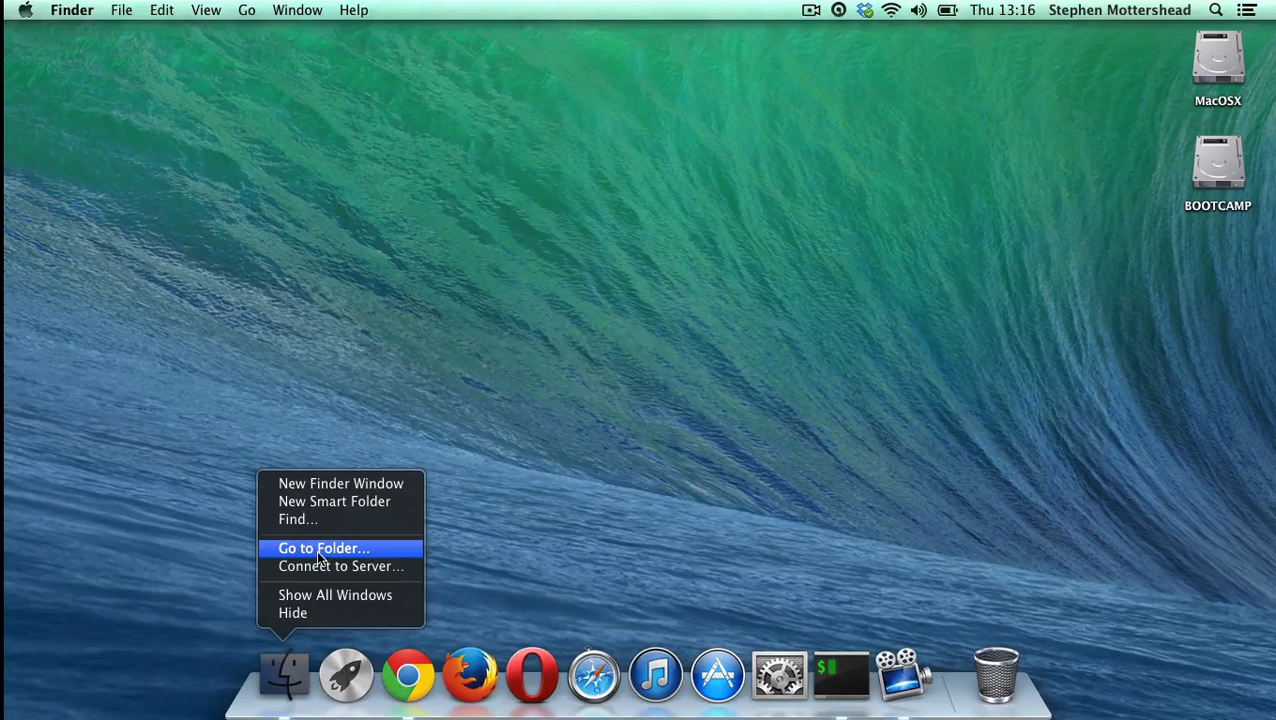 Finder File Edit View Go Window Help Thu 13:16 Stephen Mottershead
MacOSX
BOOTCAMP
New Finder Window
New Smart Folder
Find...
Go to Folder...
Connect to Server...
Show All Windows
Hide
$